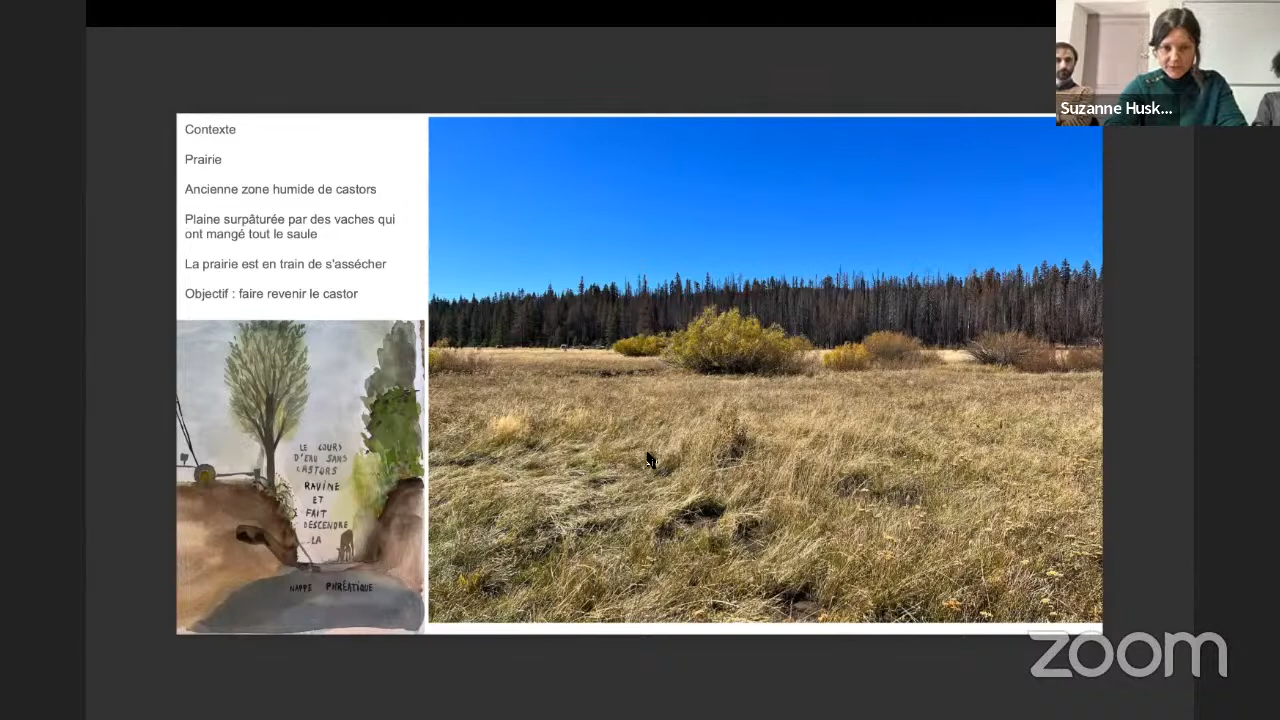 Suzanne Husk...
Contexte
Prairie
Ancienne zone humide de castors
Plaine surpâturée par des vaches qui
ont mangé tout le saule
La prairie est en train de s'assécher
Objectif : faire revenir le castor
LE COURS
D'EAU SANS
CASTORS
RAVINE
ET
FAIT
DESCENDRE
LA
NAPPE PHRÉATIQUE
zoom